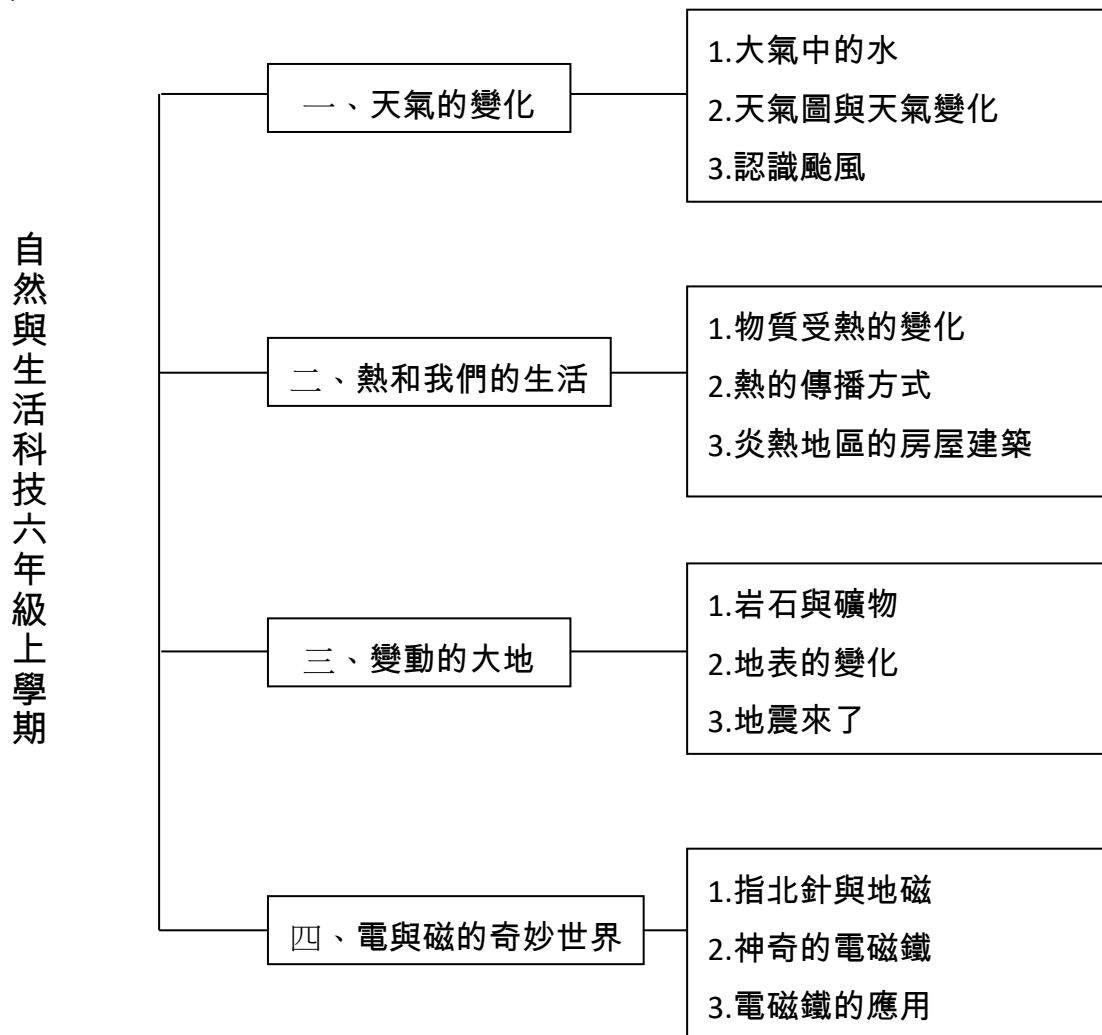 自然與生活科技六年級上學期
一、天氣的變化
1.大氣中的水
2.天氣圖與天氣變化
3.認識颱風
二、熱和我們的生活
1.物質受熱的變化
2.熱的傳播方式
3.炎熱地區的房屋建築
三、變動的大地
1.岩石與礦物
2.地表的變化
3.地震來了
四、電與磁的奇妙世界
1.指北針與地磁
2.神奇的電磁鐵
3.電磁鐵的應用